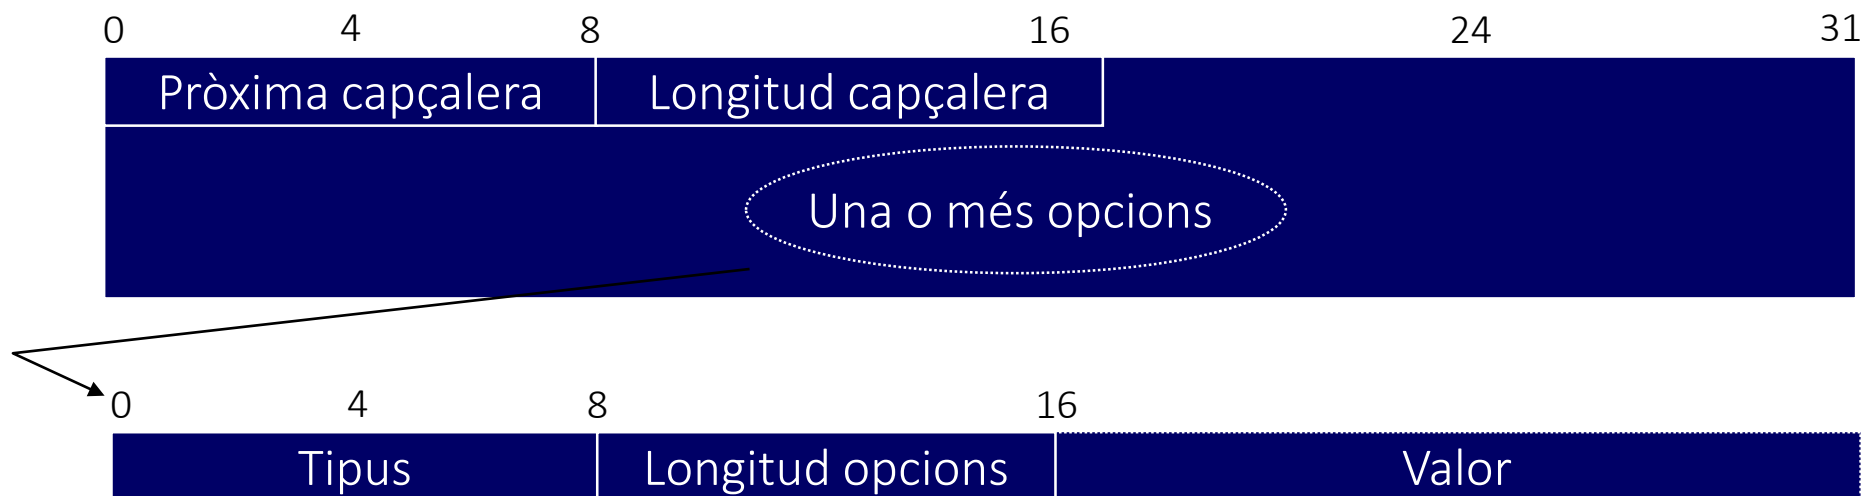 0 4 8 16 24 31
Pròxima capçalera Longitud capçalera
Una o més opcions
0 4 8 16
Tipus Longitud opcions Valor